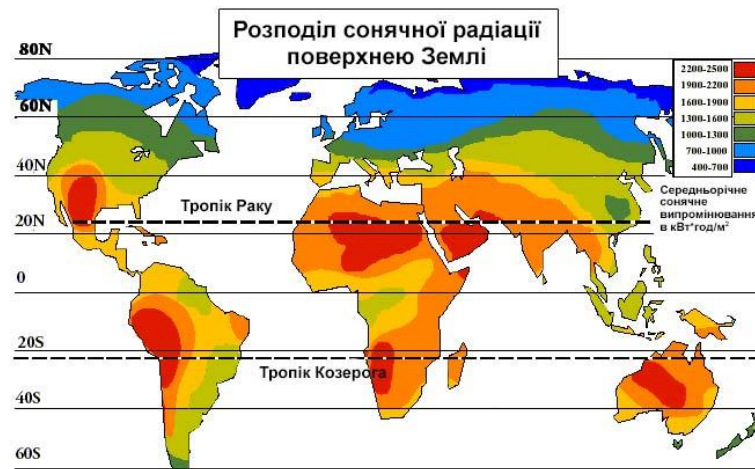 Розподіл сонячної радіації
поверхнею Землі
80N
60N
40N
20N
0
20S
40S
60S
Тропік Раку
Тропік Козерога
2200-2500
1900-2200
1600-1900
1300-1600
1000-1300
700-1000
400-700
Середньорічне
сонячне
випромінювання
в кВт*год/м²